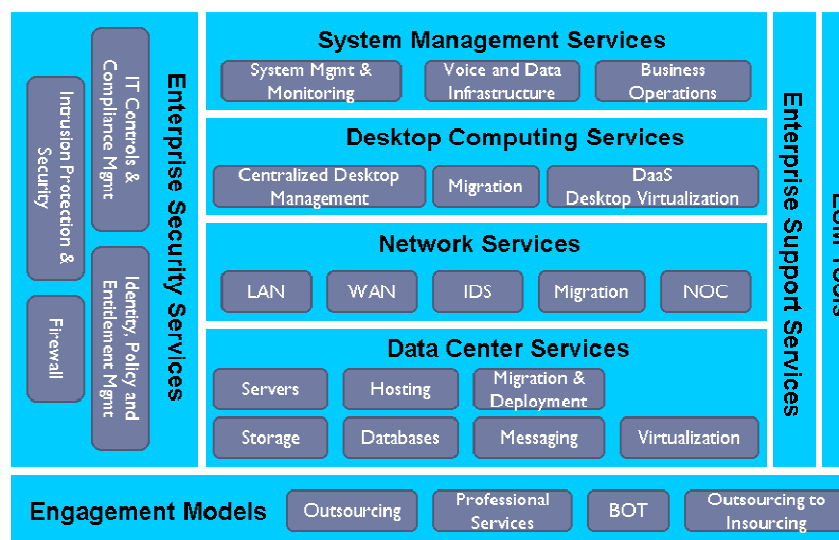 IT Controls &
Compliance Mgmt
Intrusion Protection &
Security
Identity, Policy and
Entitlement Mgmt
Firewall
Enterprise Security Services
System Management Services
System Mgmt &
Monitoring
Voice and Data
Infrastructure
Business
Operations
Desktop Computing Services
Centralized Desktop
Management
Migration
DaaS
Desktop Virtualization
Network Services
LAN
WAN
IDS
Migration
NOC
Data Center Services
Servers
Hosting
Migration &
Deployment
Storage
Databases
Messaging
Virtualization
Enterprise Support Services
Tools
Engagement Models
Outsourcing
Professional
Services
BOT
Outsourcing to
Insourcing